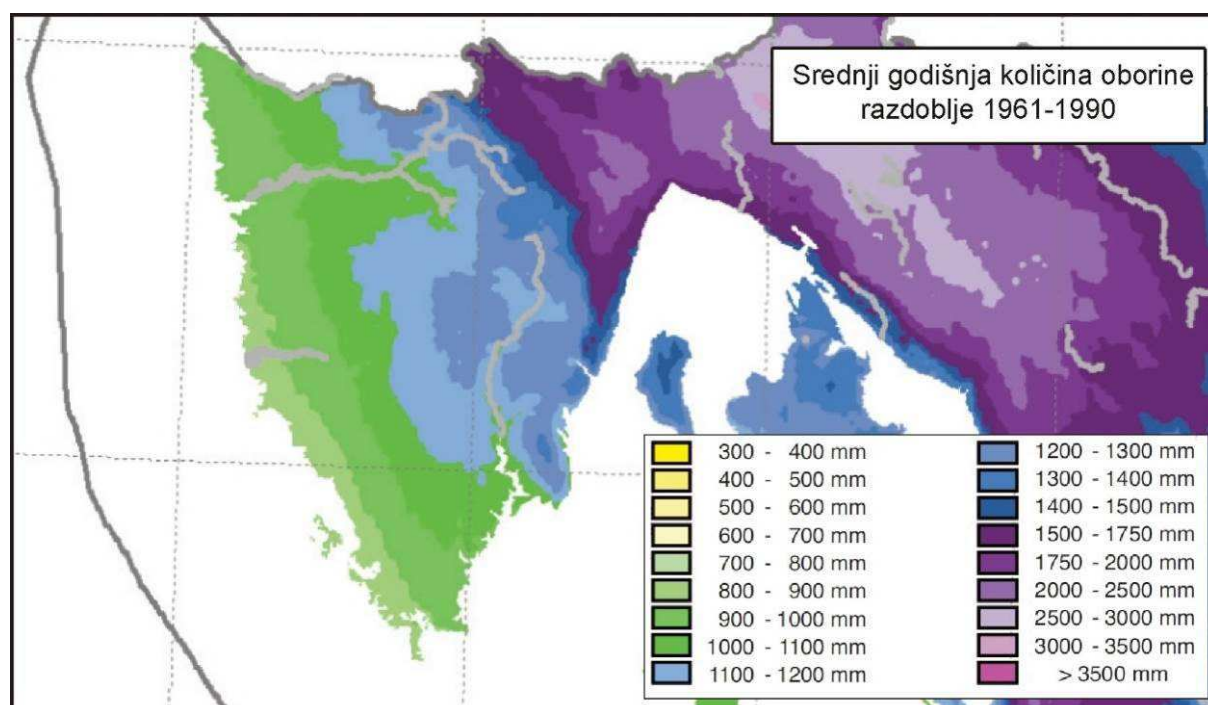 Srednji godišnja količina oborine
razdoblje 1961-1990
300 - 400 mm
400 - 500 mm
500 - 600 mm
600 - 700 mm
700 - 800 mm
800 - 900 mm
900 - 1000 mm
1000 - 1100 mm
1100 - 1200 mm
1200 - 1300 mm
1300 - 1400 mm
1400 - 1500 mm
1500 - 1750 mm
1750 - 2000 mm
2000 - 2500 mm
2500 - 3000 mm
3000 - 3500 mm
> 3500 mm